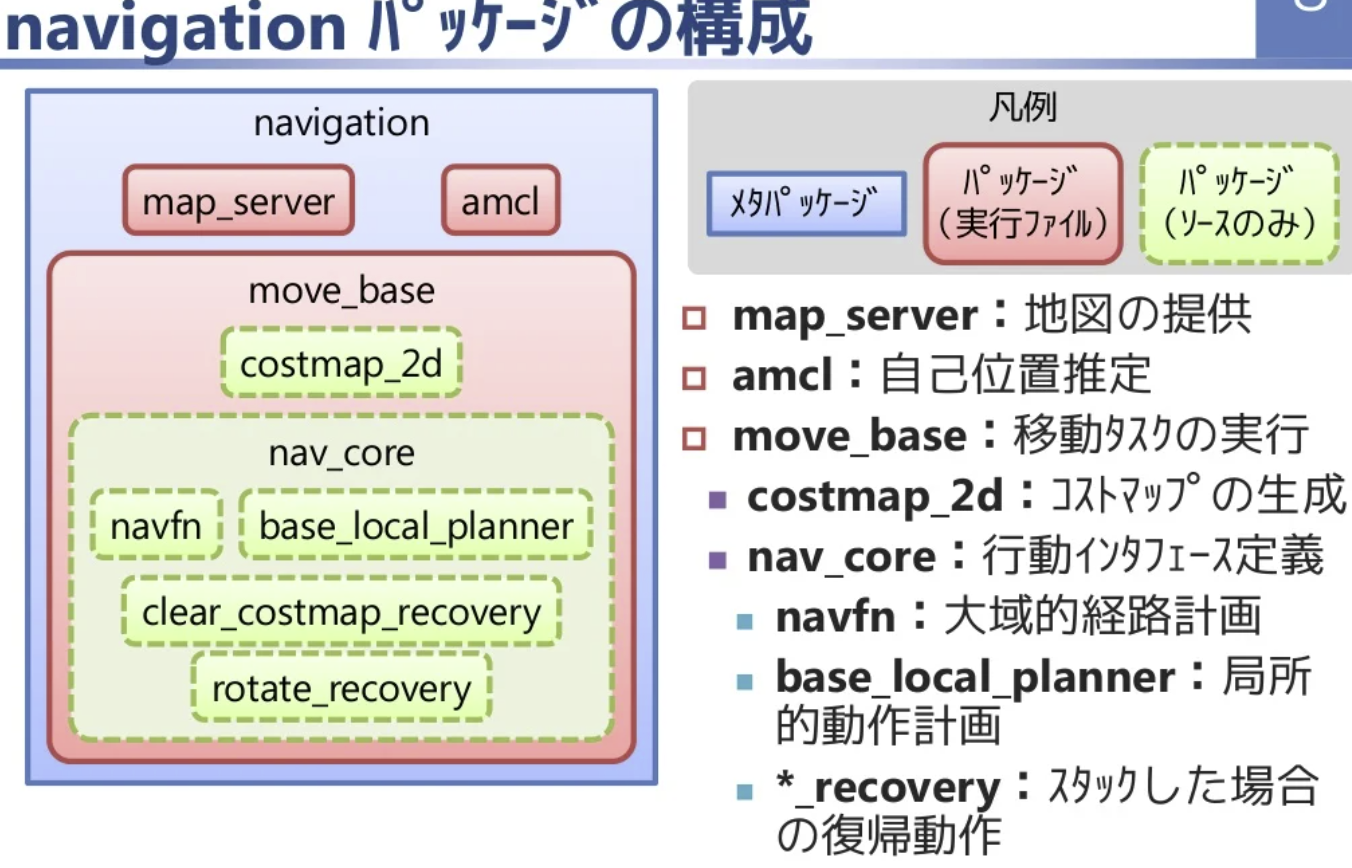 navigation ﾊﾟｯｹｰｼﾞの構成
navigation
map_server
amcl
move_base
costmap_2d
nav_core
navfn
base_local_planner
clear_costmap_recovery
rotate_recovery
凡例
ﾒﾀﾊﾟｯｹｰｼﾞ
ﾊﾟｯｹｰｼﾞ
（実行ﾌｧｲﾙ）
ﾊﾟｯｹｰｼﾞ
（ｿｰｽのみ）
map_server：地図の提供
amcl：自己位置推定
move_base：移動ﾀｽｸの実行
costmap_2d：ｺｽﾄﾏｯﾌﾟの生成
nav_core：行動ｲﾝﾀﾌｪｰｽ定義
navfn：大域的経路計画
base_local_planner：局所
的動作計画
*_recovery：ｽﾀｯｸした場合
の復帰動作